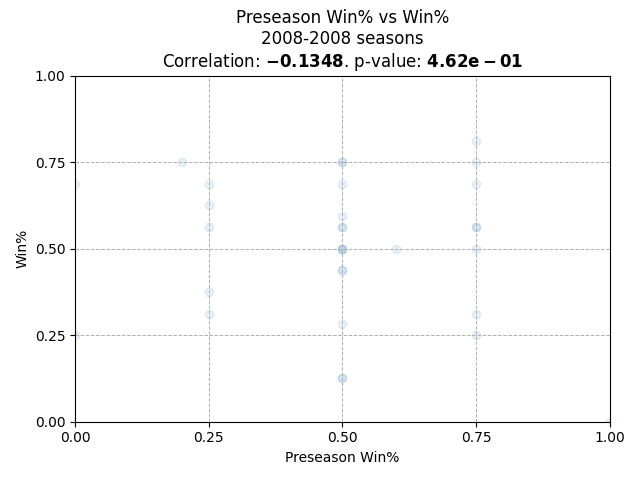 Preseason Win% vs Win%
2008-2008 seasons
Correlation: −0.1348. p-value: 4.62e − 01
1.00
0.75
0.50
0.25
0.00
Win%
0.00 0.25 0.50 0.75 1.00
Preseason Win%